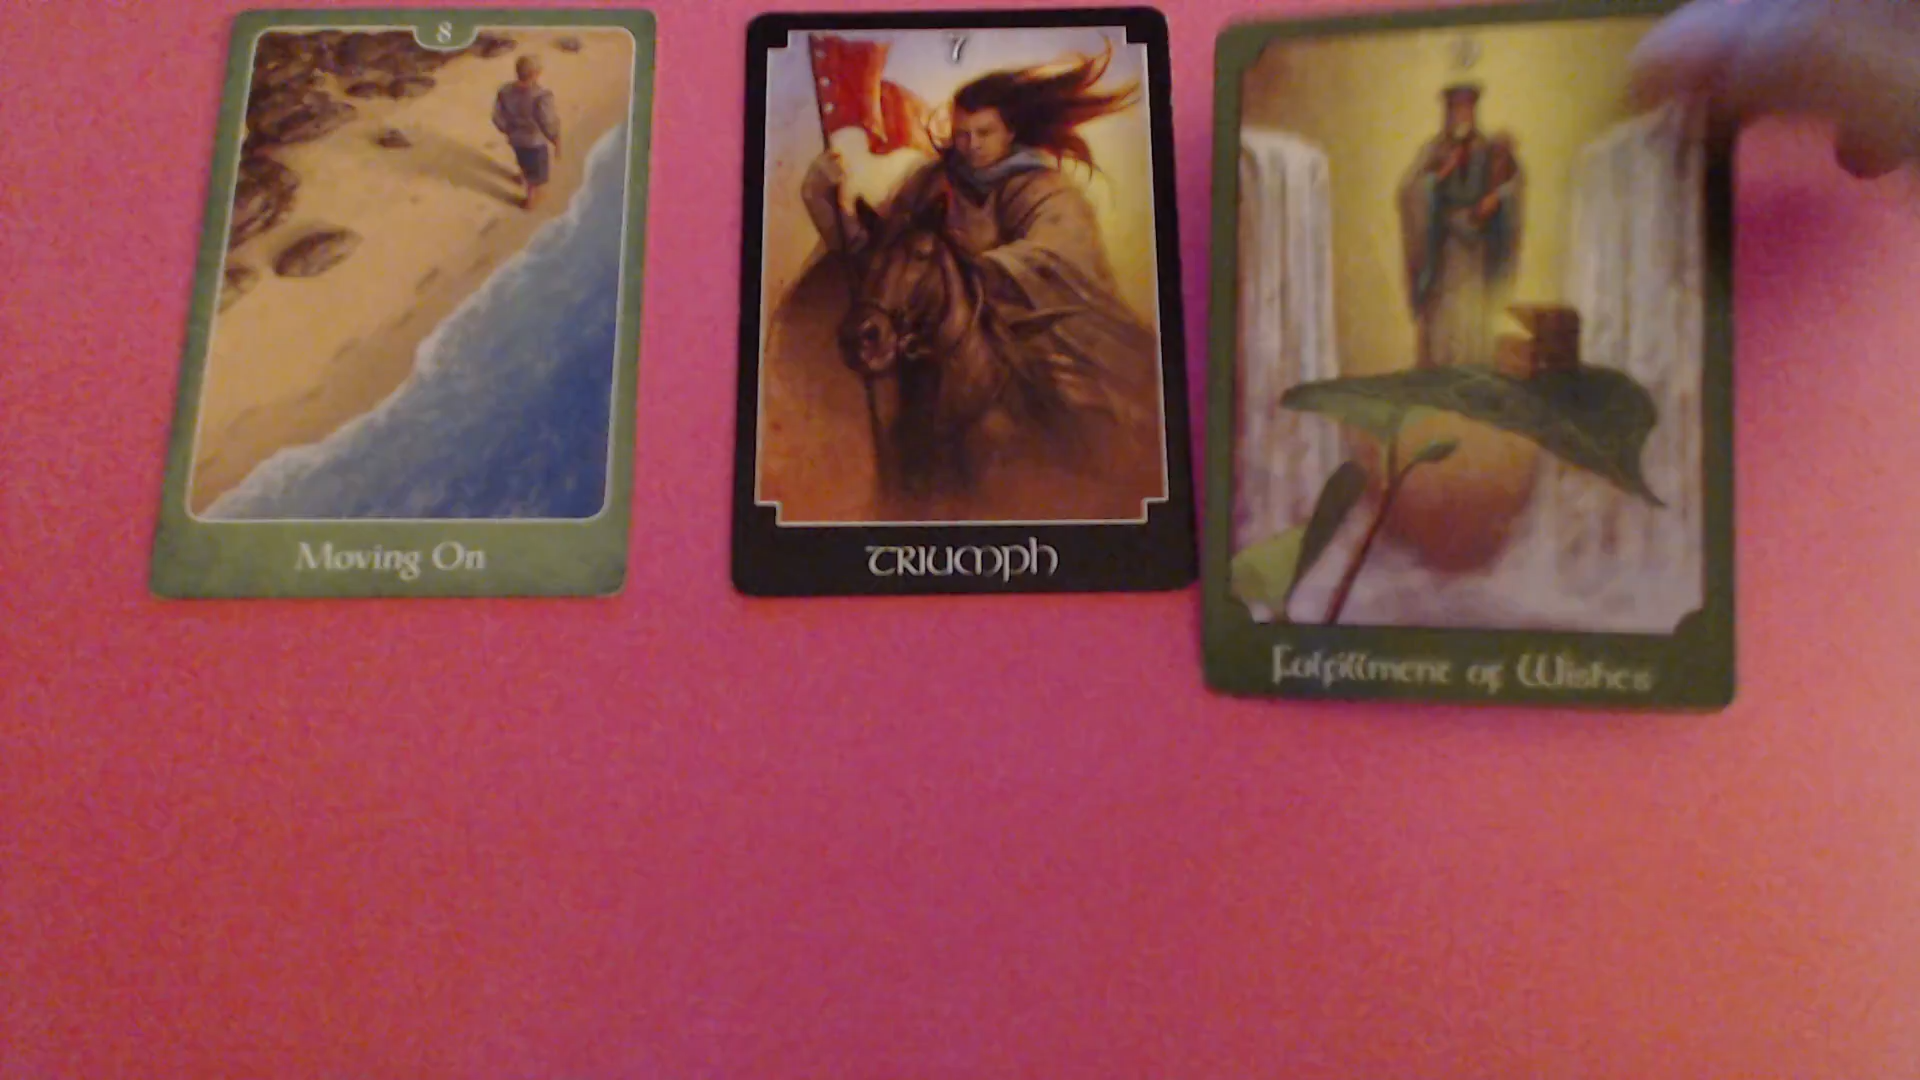 8
Moving On
7
TRIUMPH
Fulfillment of Wishes